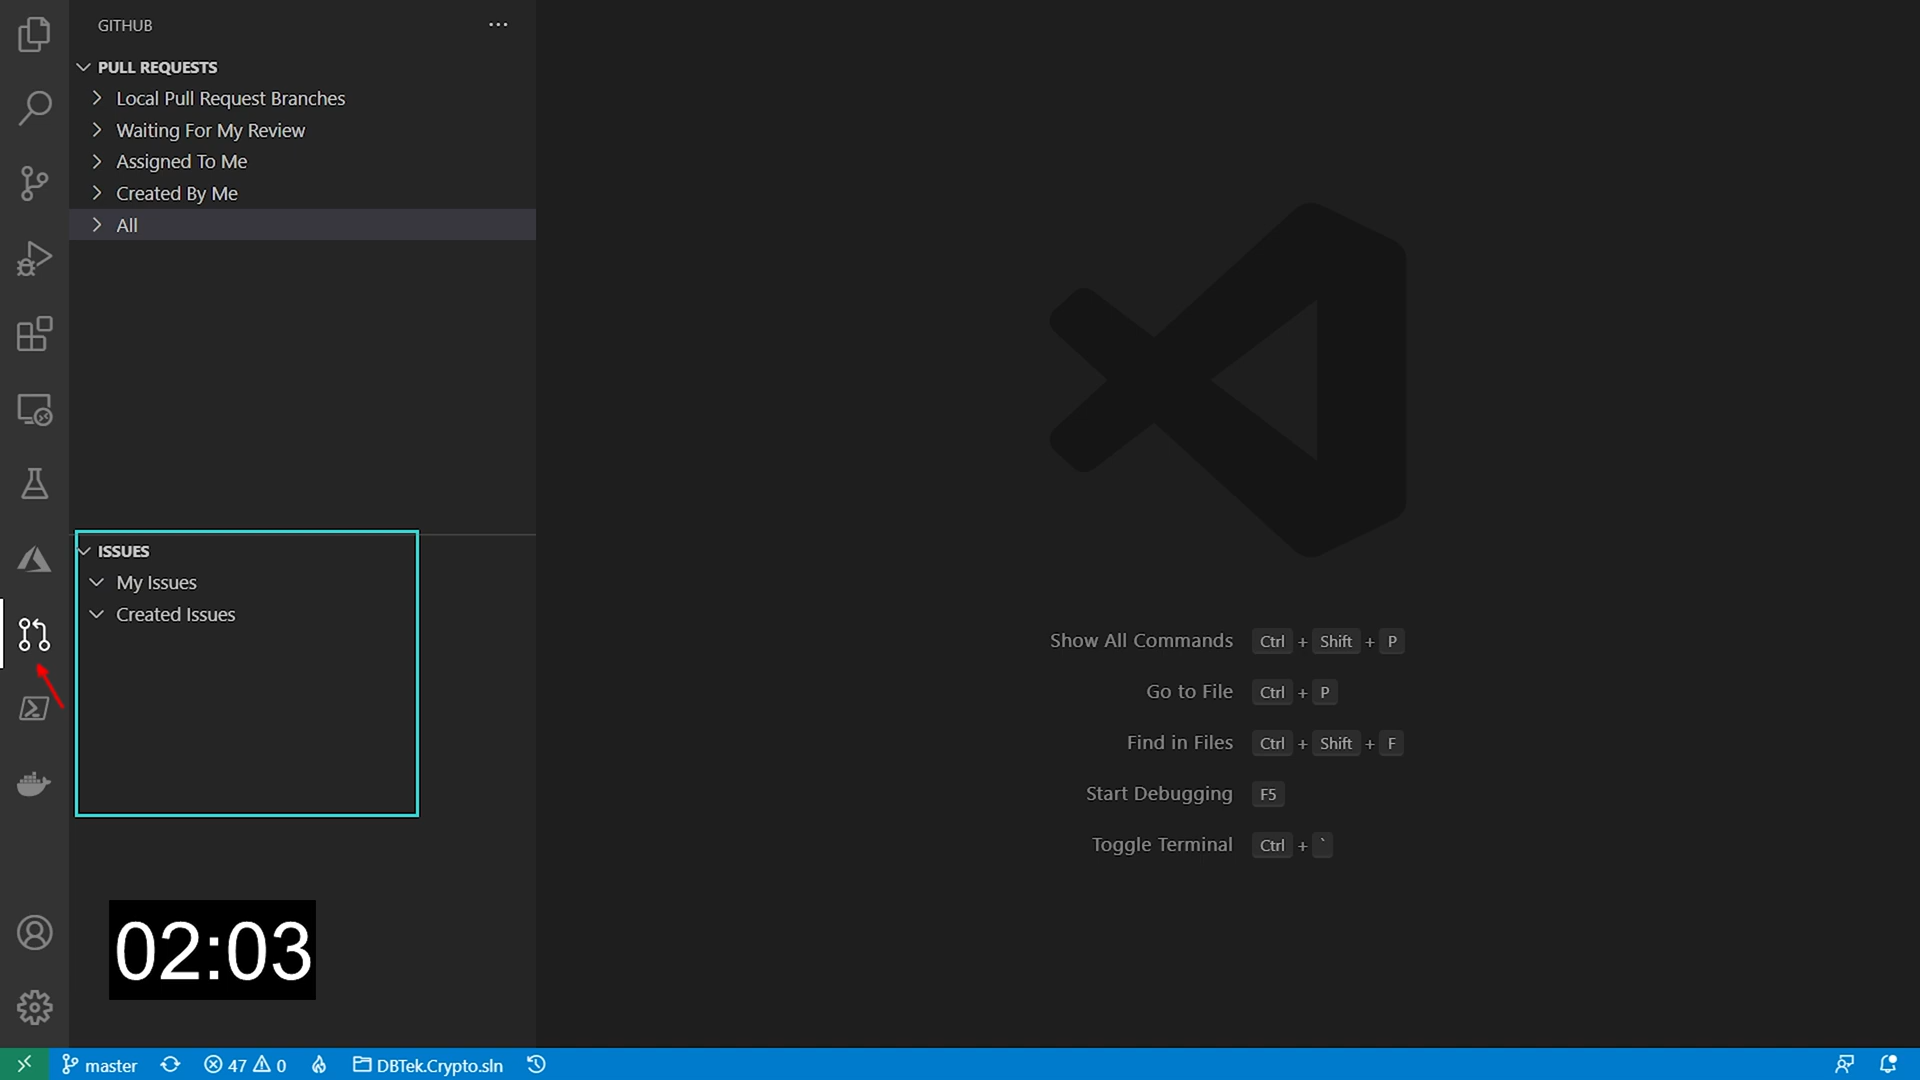 GITHUB
PULL REQUESTS
Local Pull Request Branches
Waiting For My Review
Assigned To Me
Created By Me
All
ISSUES
My Issues
Created Issues
02:03
Show All Commands Ctrl + Shift + P
Go to File Ctrl + P
Find in Files Ctrl + Shift + F
Start Debugging F5
Toggle Terminal Ctrl + `
master 47 0 DBTek.Crypto.sln